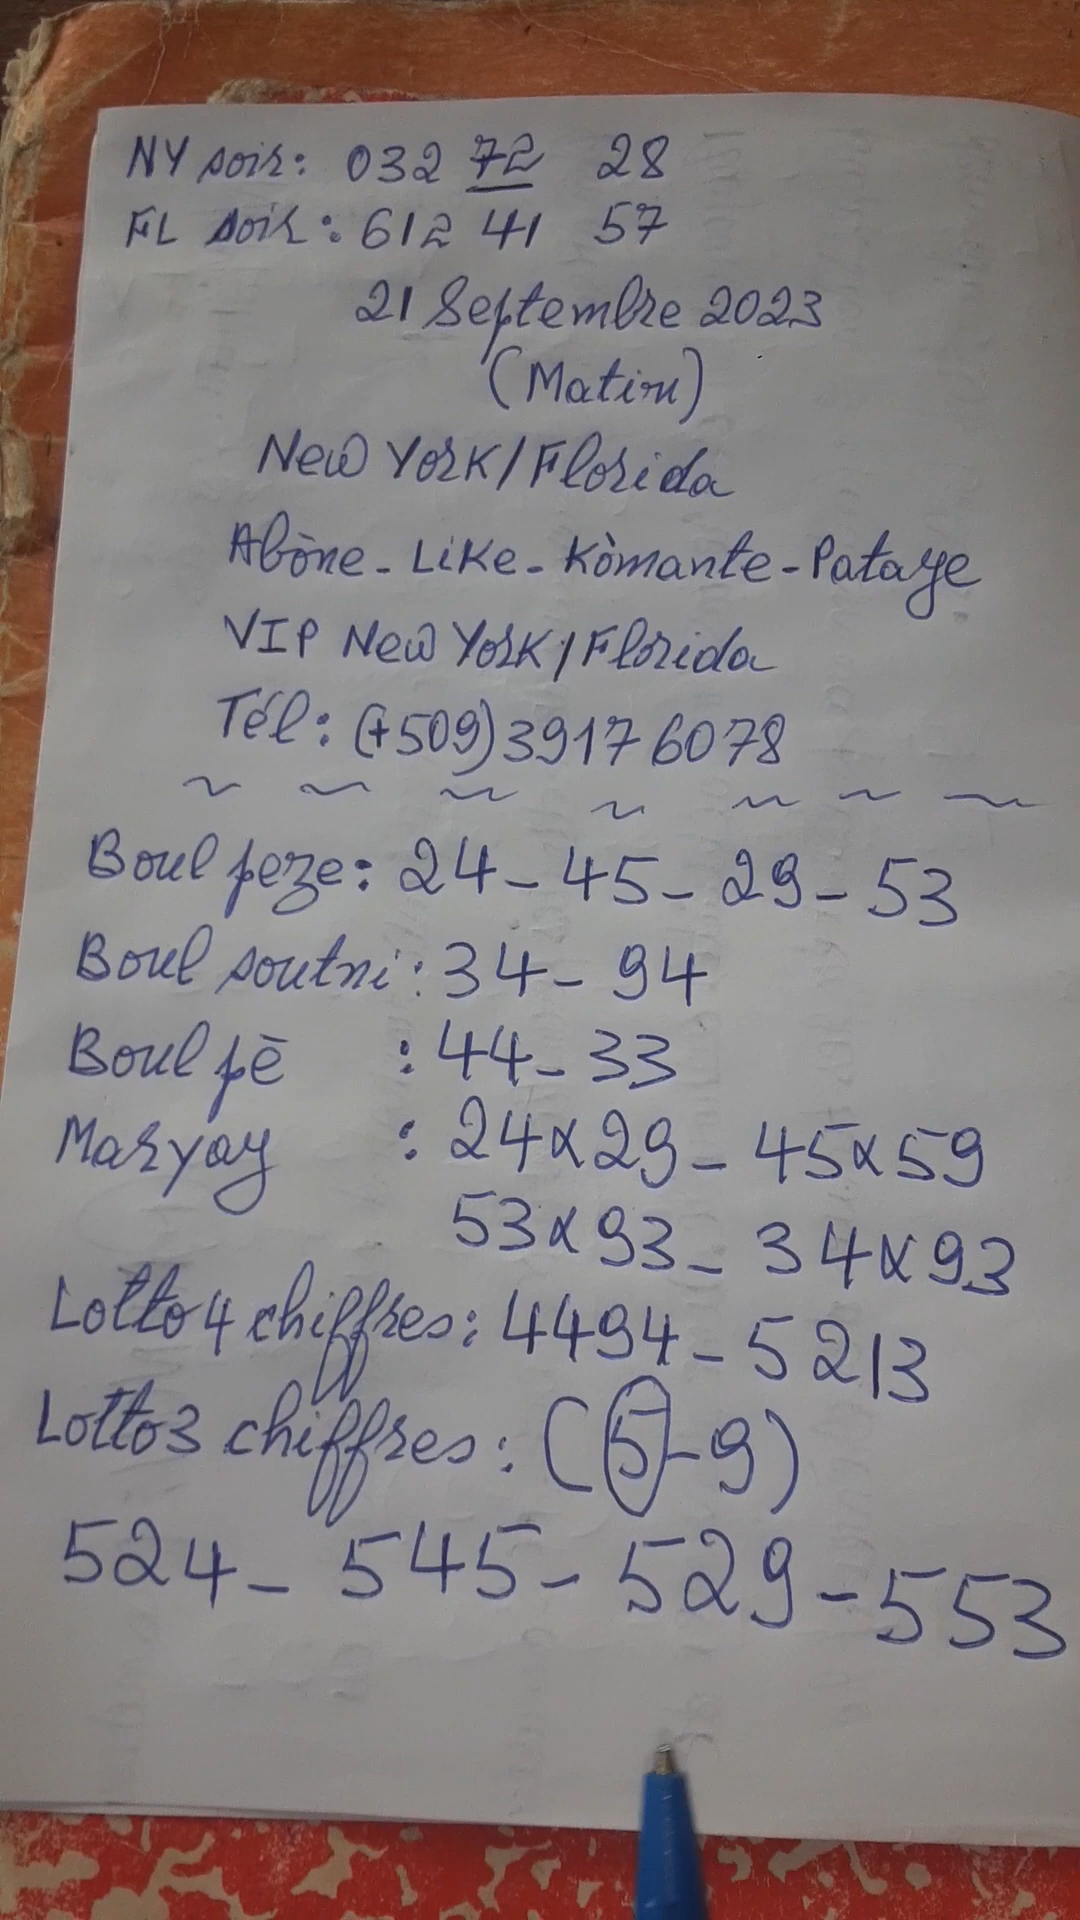 NY soir: 032 72 28
FL soir: 612 41 57
21 Septembre 2023
(Matin)
New York/Florida
Abòne - Like - Kòmante - Pataje
VIP New York/Florida
Tél: (+509) 39176078
~ ~ ~ ~ ~ ~ ~
Boul peze: 24 - 45 - 29 - 53
Boul soutni: 34 - 94
Boul pè : 44 - 33
Maryay : 24x29 - 45x59
53x93 - 34x93
Lotto 4 chiffres: 4494 - 5213
Lotto3 chiffres: (5-9)
524 - 545 - 529 - 553